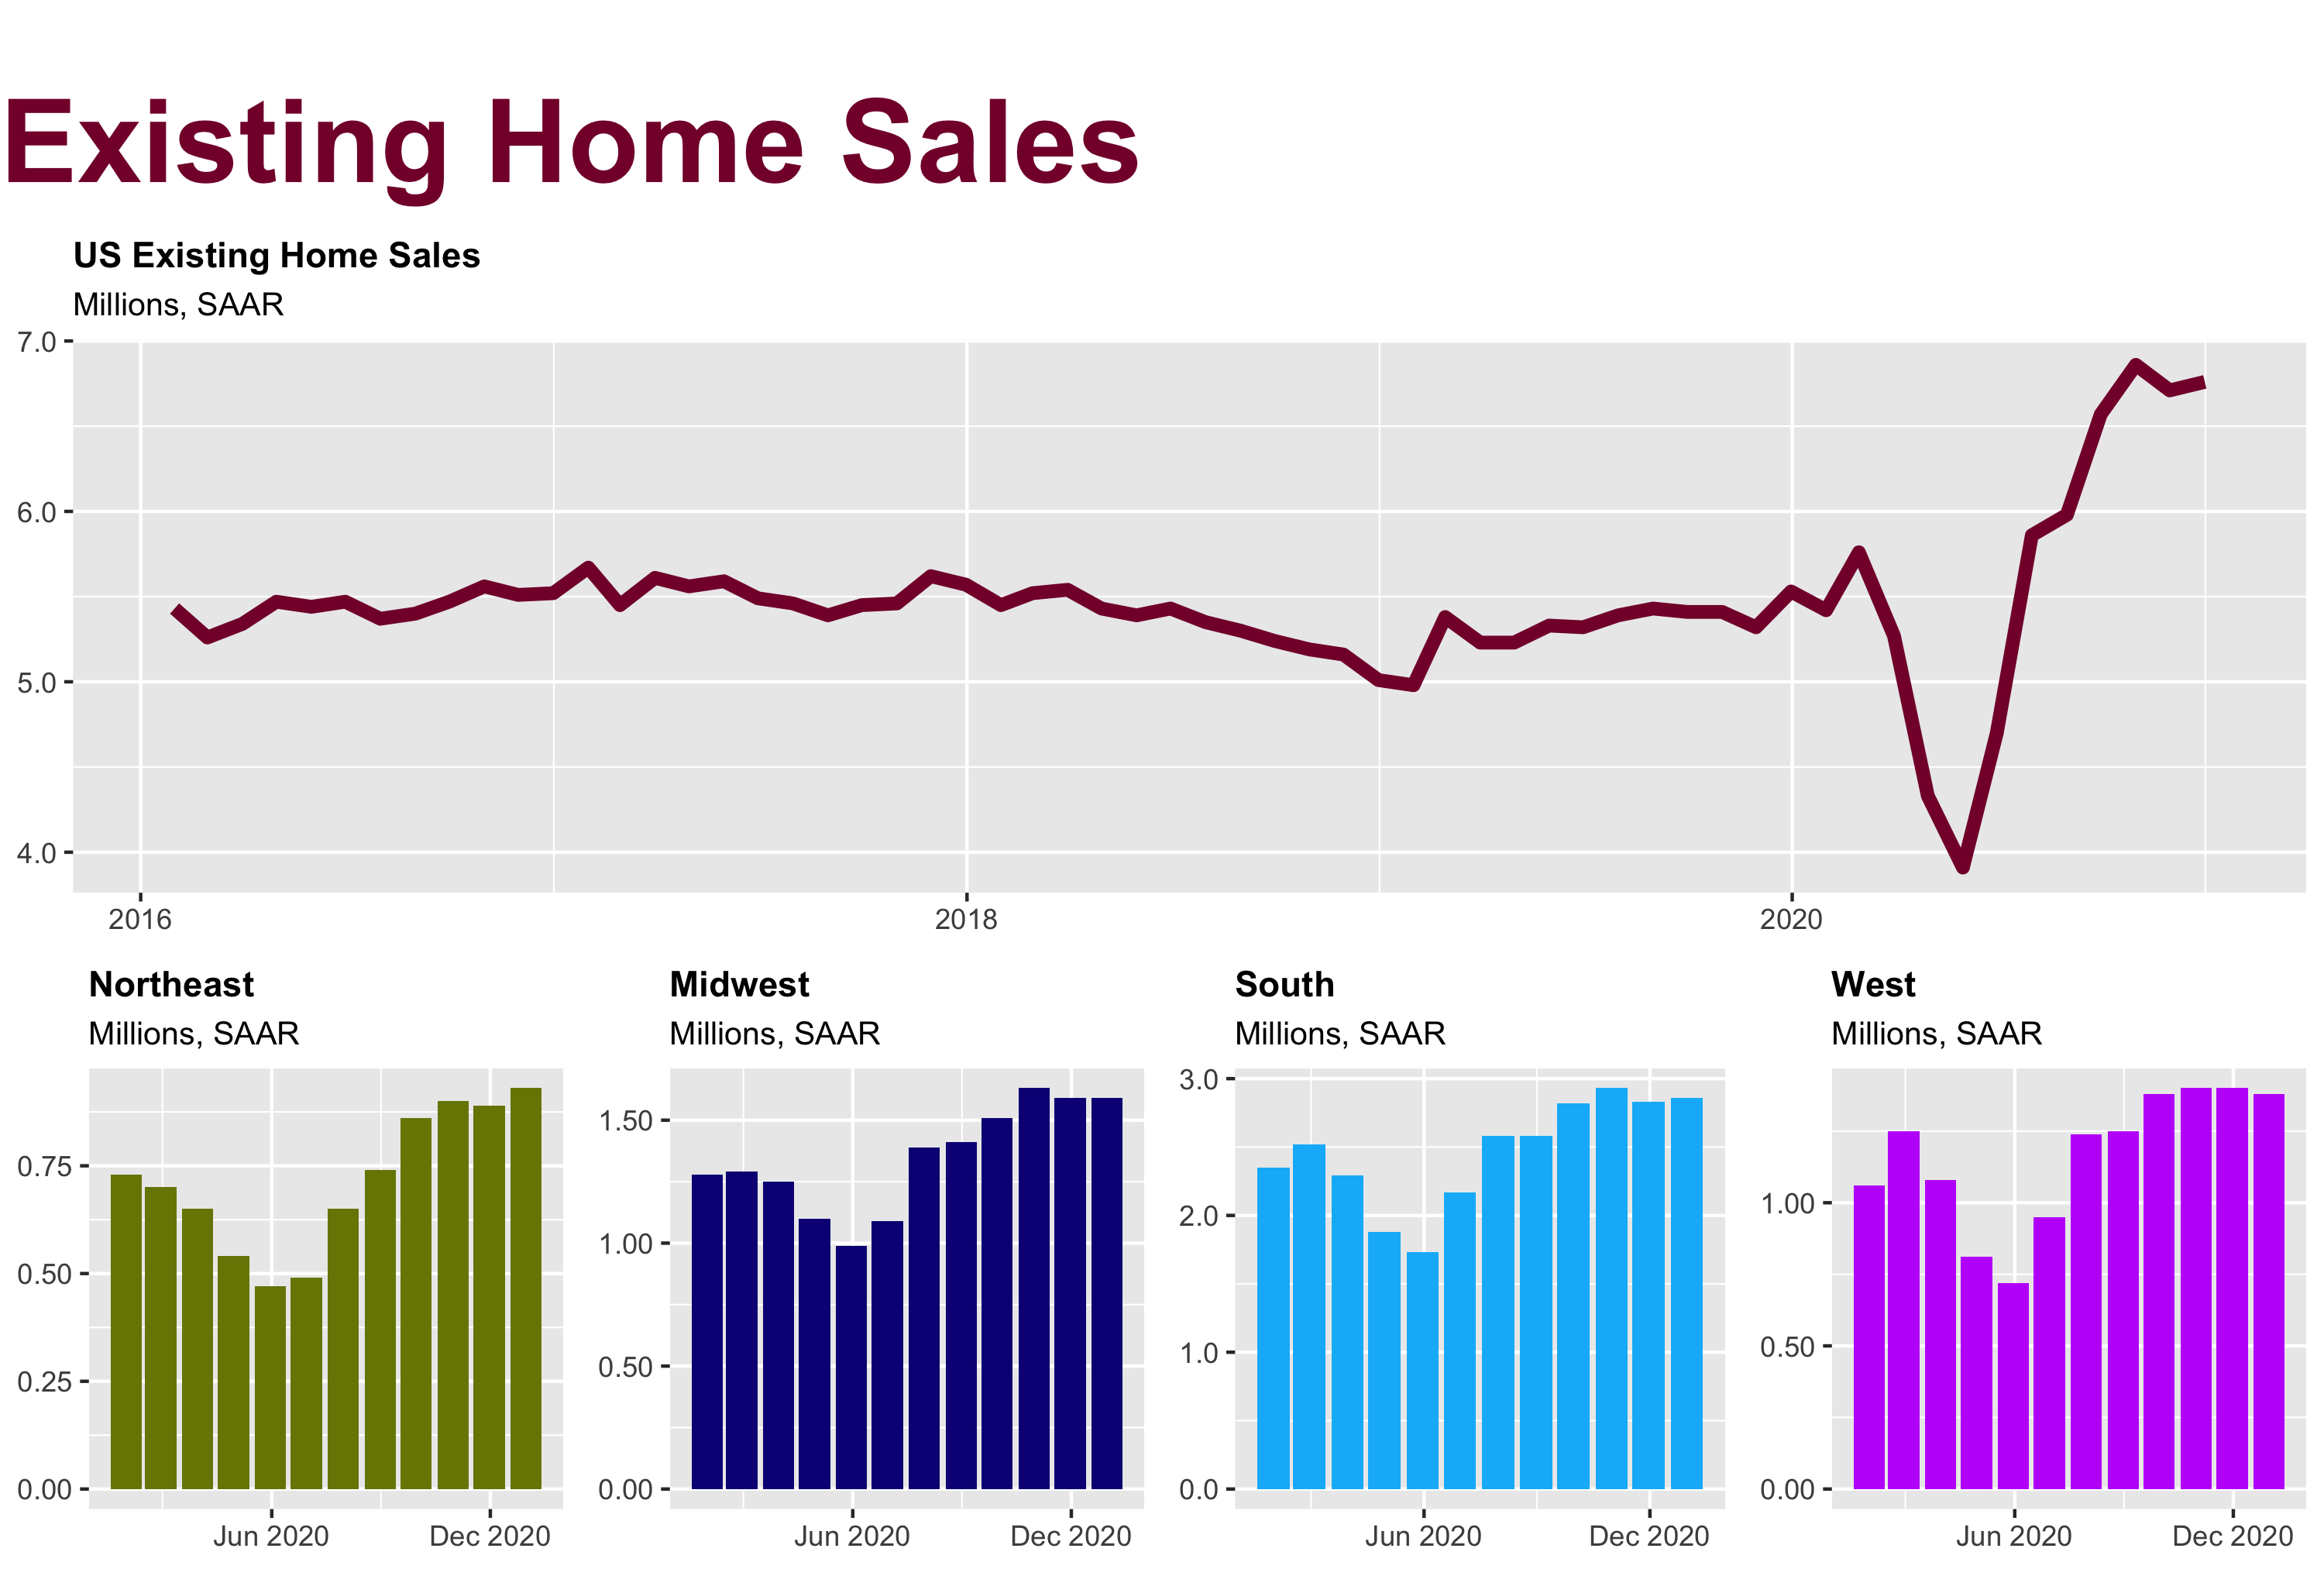 Existing Home Sales
US Existing Home Sales
Millions, SAAR
7.0
6.0
5.0
4.0
2016 2018 2020
Northeast
Millions, SAAR
0.75
0.50
0.25
0.00
Jun 2020 Dec 2020
Midwest
Millions, SAAR
1.50
1.00
0.50
0.00
Jun 2020 Dec 2020
South
Millions, SAAR
3.0
2.0
1.0
0.0
Jun 2020 Dec 2020
West
Millions, SAAR
1.00
0.50
0.00
Jun 2020 Dec 2020